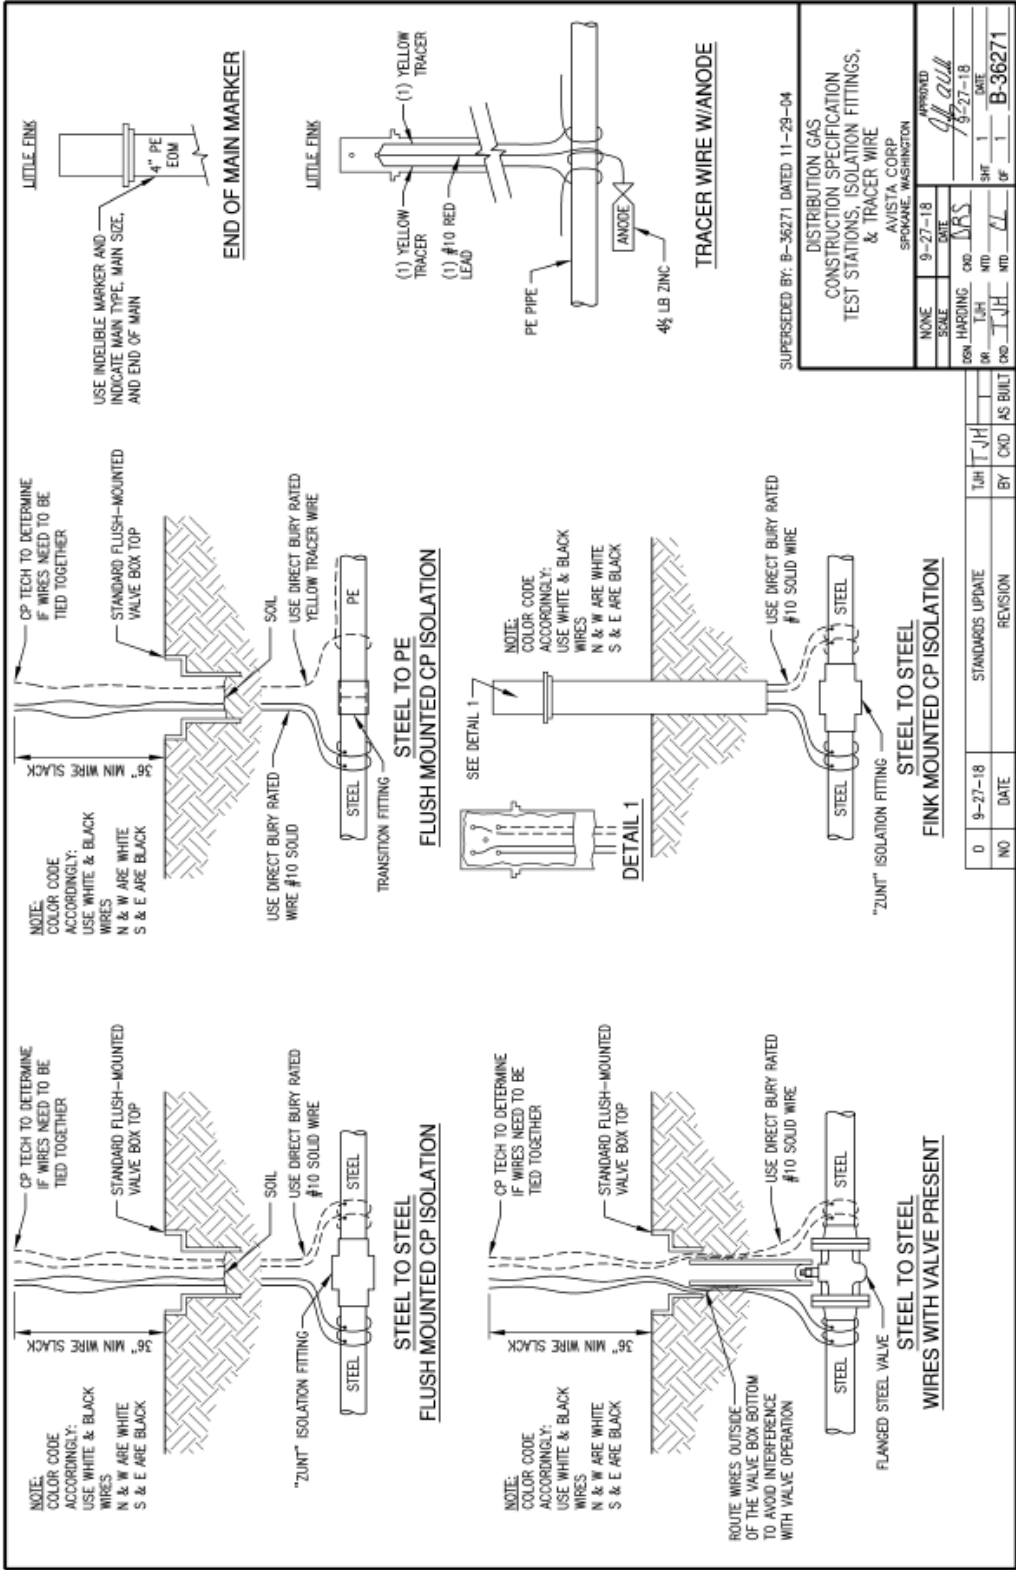 NOTE:
COLOR CODE
ACCORDINGLY:
USE WHITE & BLACK
WIRES
N & W ARE WHITE
S & E ARE BLACK
36" MIN WIRE SLACK
CP TECH TO DETERMINE
IF WIRES NEED TO BE
TIED TOGETHER
STANDARD FLUSH-MOUNTED
VALVE BOX TOP
SOIL
USE DIRECT BURY RATED
#10 SOLID WIRE
"ZUNT" ISOLATION FITTING
STEEL
STEEL
STEEL TO STEEL
FLUSH MOUNTED CP ISOLATION
NOTE:
COLOR CODE
ACCORDINGLY:
USE WHITE & BLACK
WIRES
N & W ARE WHITE
S & E ARE BLACK
36" MIN WIRE SLACK
CP TECH TO DETERMINE
IF WIRES NEED TO BE
TIED TOGETHER
STANDARD FLUSH-MOUNTED
VALVE BOX TOP
SOIL
USE DIRECT BURY RATED
YELLOW TRACER WIRE
USE DIRECT BURY RATED
WIRE #10 SOLID
STEEL
PE
TRANSITION FITTING
STEEL TO PE
FLUSH MOUNTED CP ISOLATION
LITTLE FINK
USE INDELIBLE MARKER AND
INDICATE MAIN TYPE, MAIN SIZE,
AND END OF MAIN
4" PE
EOM
END OF MAIN MARKER
NOTE:
COLOR CODE
ACCORDINGLY:
USE WHITE & BLACK
WIRES
N & W ARE WHITE
S & E ARE BLACK
36" MIN WIRE SLACK
CP TECH TO DETERMINE
IF WIRES NEED TO BE
TIED TOGETHER
STANDARD FLUSH-MOUNTED
VALVE BOX TOP
ROUTE WIRES OUTSIDE
OF THE VALVE BOX BOTTOM
TO AVOID INTERFERENCE
WITH VALVE OPERATION
USE DIRECT BURY RATED
#10 SOLID WIRE
STEEL
STEEL
FLANGED STEEL VALVE
STEEL TO STEEL
WIRES WITH VALVE PRESENT
SEE DETAIL 1
DETAIL 1
NOTE:
COLOR CODE
ACCORDINGLY:
USE WHITE & BLACK
WIRES
N & W ARE WHITE
S & E ARE BLACK
USE DIRECT BURY RATED
#10 SOLID WIRE
STEEL
STEEL
"ZUNT" ISOLATION FITTING
STEEL TO STEEL
FINK MOUNTED CP ISOLATION
LITTLE FINK
(1) YELLOW
TRACER
(1) YELLOW
TRACER
(1) #10 RED
LEAD
PE PIPE
ANODE
4½ LB ZINC
TRACER WIRE W/ANODE
SUPERSEDED BY: B-36271 DATED 11-29-04
DISTRIBUTION GAS
CONSTRUCTION SPECIFICATION
TEST STATIONS, ISOLATION FITTINGS,
& TRACER WIRE
AVISTA CORP
SPOKANE, WASHINGTON
NONE 9-27-18 APPROVED
SCALE DATE
DSN HARDING CKD DRS 9-27-18
DR TJH MTD SHT 1 DATE
CKD TJH MTD CL OF 1 B-36271
0 9-27-18 STANDARDS UPDATE TJH TJH
NO DATE REVISION BY CKD AS BUILT